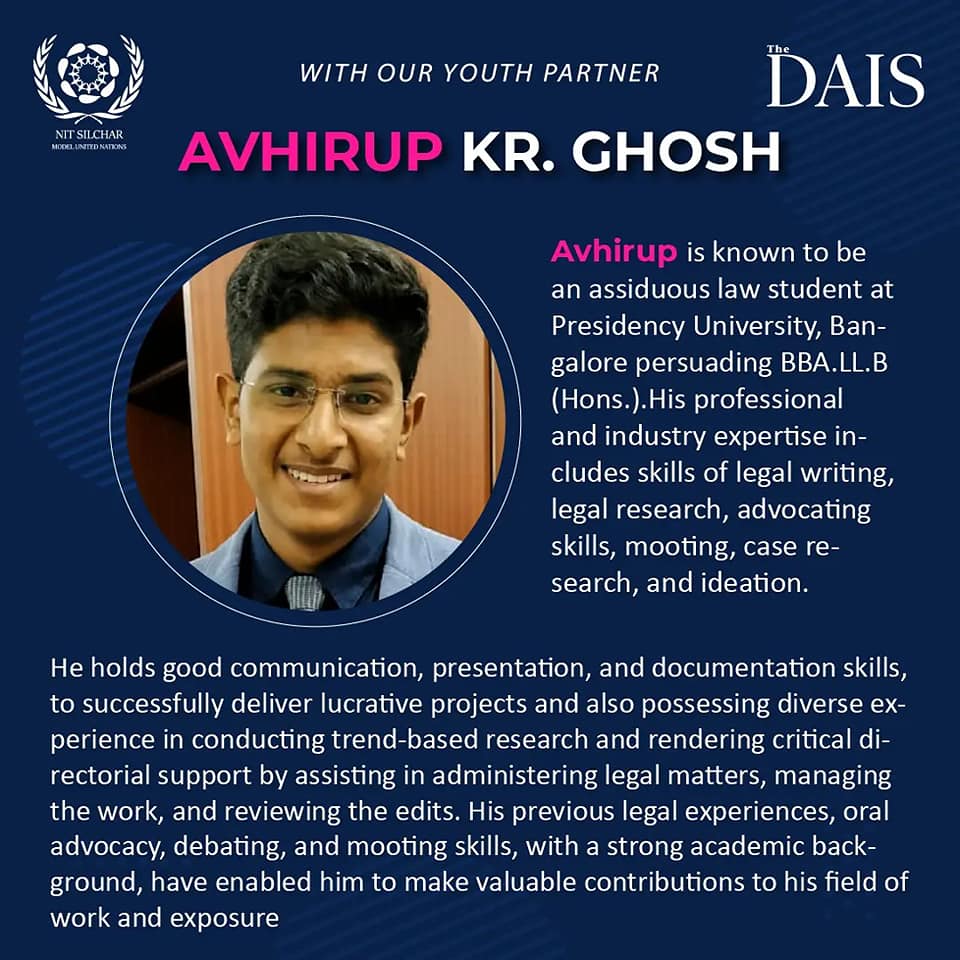 NIT SILCHAR
MODEL UNITED NATIONS
WITH OUR YOUTH PARTNER
The
DAIS
AVHIRUP KR. GHOSH
Avhirup is known to be
an assiduous law student at
Presidency University, Ban-
galore persuading BBA.LL.B
(Hons.).His professional
and industry expertise in-
cludes skills of legal writing,
legal research, advocating
skills, mooting, case re-
search, and ideation.
He holds good communication, presentation, and documentation skills,
to successfully deliver lucrative projects and also possessing diverse ex-
perience in conducting trend-based research and rendering critical di-
rectorial support by assisting in administering legal matters, managing
the work, and reviewing the edits. His previous legal experiences, oral
advocacy, debating, and mooting skills, with a strong academic back-
ground, have enabled him to make valuable contributions to his field of
work and exposure